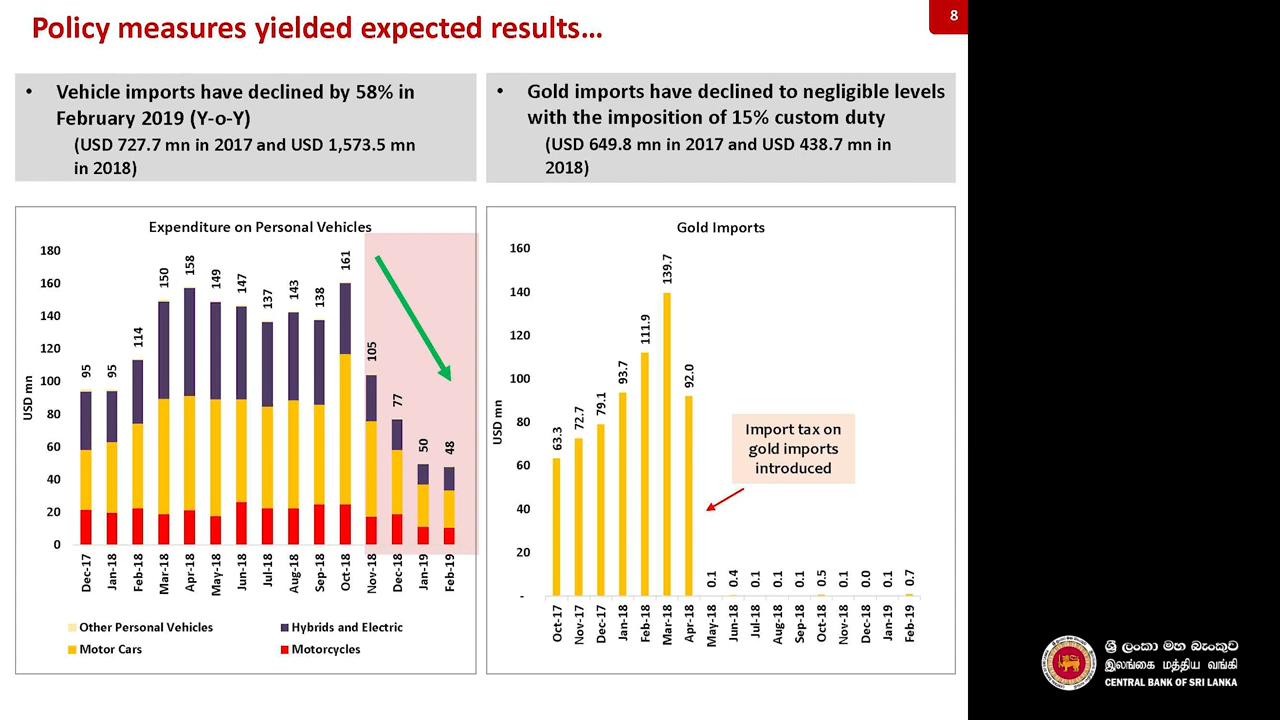 Policy measures yielded expected results...
8
• Vehicle imports have declined by 58% in
February 2019 (Y-o-Y)
(USD 727.7 mn in 2017 and USD 1,573.5 mn
in 2018)
• Gold imports have declined to negligible levels
with the imposition of 15% custom duty
(USD 649.8 mn in 2017 and USD 438.7 mn in
2018)
Expenditure on Personal Vehicles
USD mn
180
160
140
120
100
80
60
40
20
0
95
95
114
150
158
149
147
137
143
138
161
105
77
50
48
Dec-17
Jan-18
Feb-18
Mar-18
Apr-18
May-18
Jun-18
Jul-18
Aug-18
Sep-18
Oct-18
Nov-18
Dec-18
Jan-19
Feb-19
Other Personal Vehicles
Hybrids and Electric
Motor Cars
Motorcycles
Gold Imports
USD mn
160
140
120
100
80
60
40
20
-
63.3
72.7
79.1
93.7
111.9
139.7
92.0
0.1
0.4
0.1
0.1
0.1
0.5
0.1
0.0
0.1
0.7
Import tax on
gold imports
introduced
Oct-17
Nov-17
Dec-17
Jan-18
Feb-18
Mar-18
Apr-18
May-18
Jun-18
Jul-18
Aug-18
Sep-18
Oct-18
Nov-18
Dec-18
Jan-19
Feb-19
ශ්‍රී ලංකා මහ බැංකුව
இலங்கை மத்திய வங்கி
CENTRAL BANK OF SRI LANKA